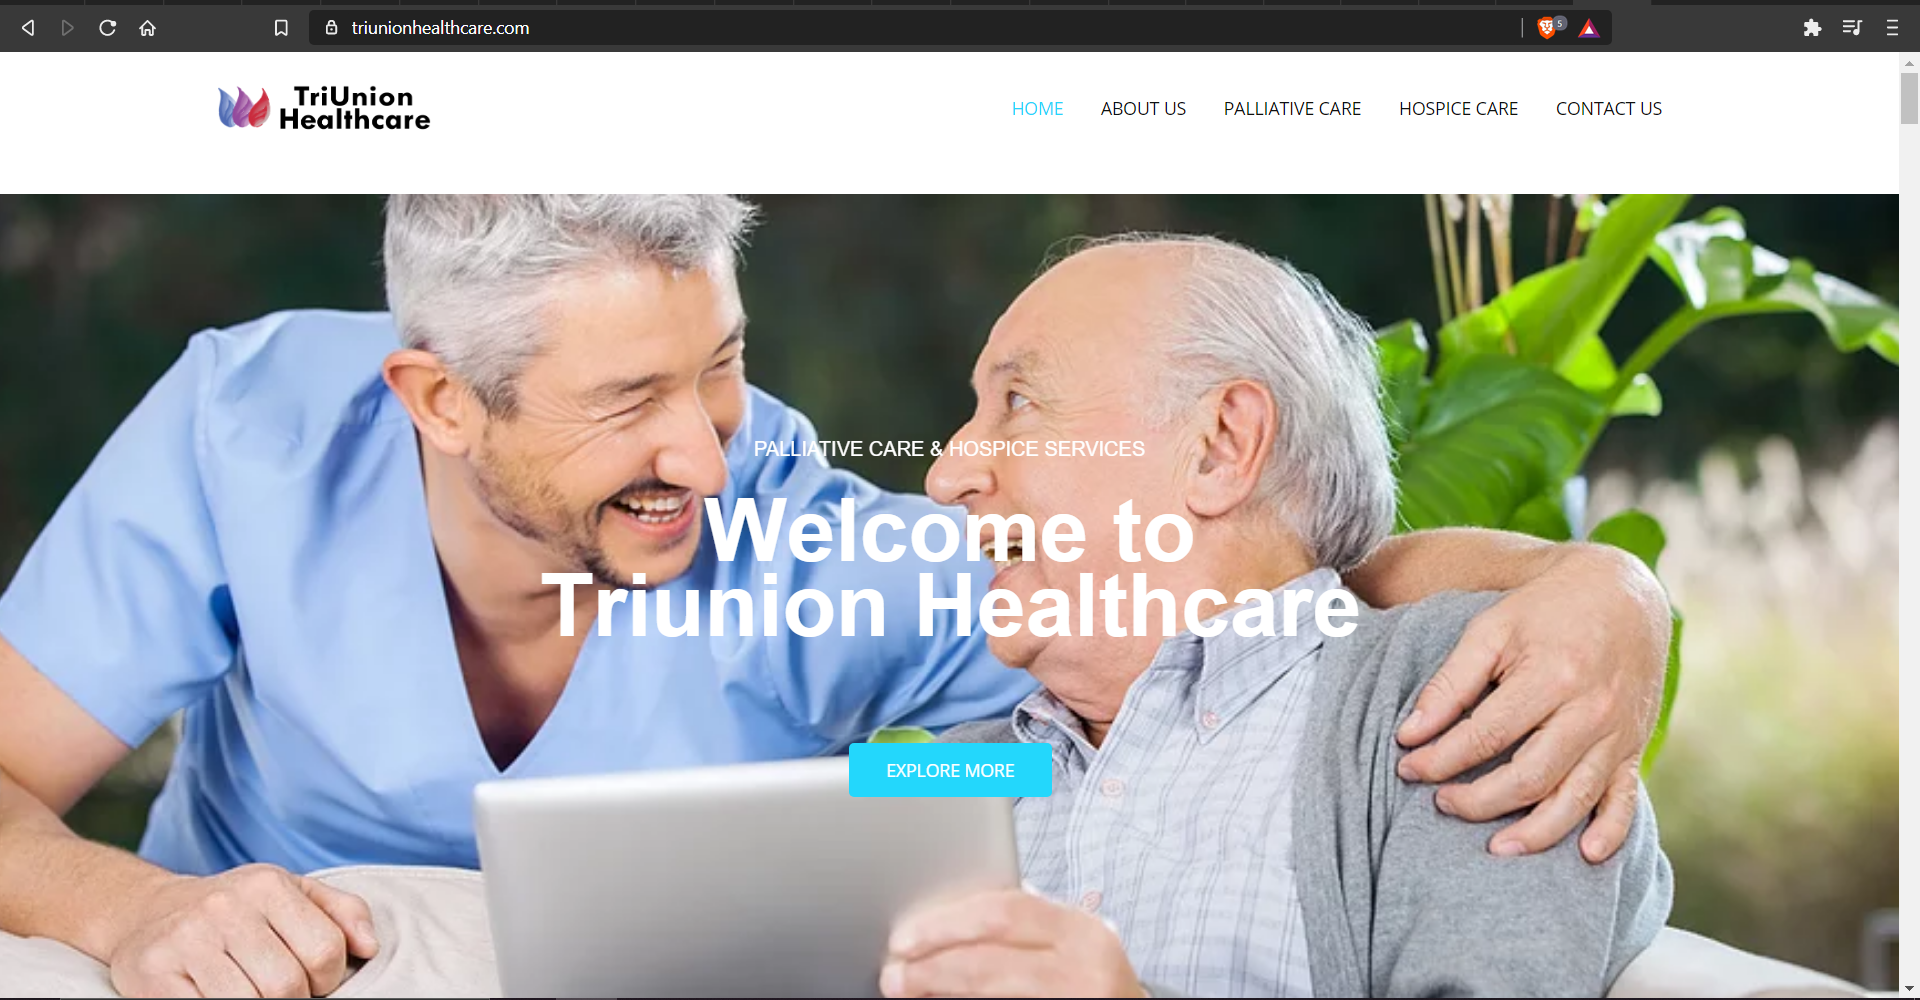 triunionhealthcare.com
5
TriUnion
Healthcare
HOME ABOUT US PALLIATIVE CARE HOSPICE CARE CONTACT US
PALLIATIVE CARE & HOSPICE SERVICES
Welcome to
Triunion Healthcare
EXPLORE MORE